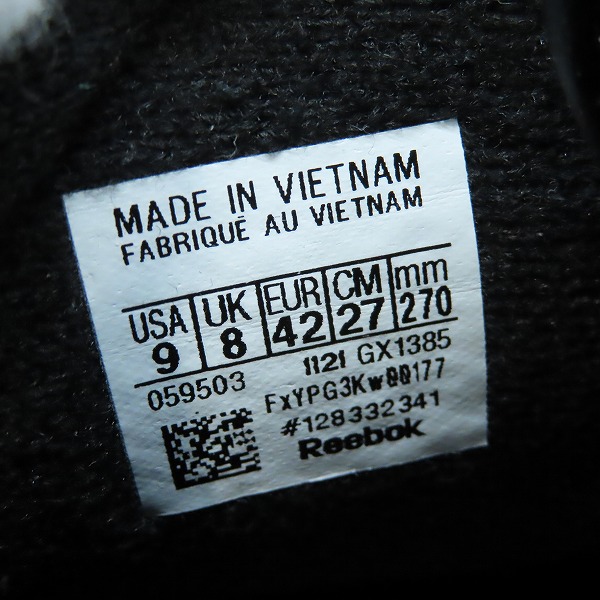 MADE IN VIETNAM
FABRIQUÉ AU VIETNAM
USA UK EUR CM mm
9 8 42 27 270
059503 1121 GX1385
FxYPG3Kw00177
#128332341
Reebok